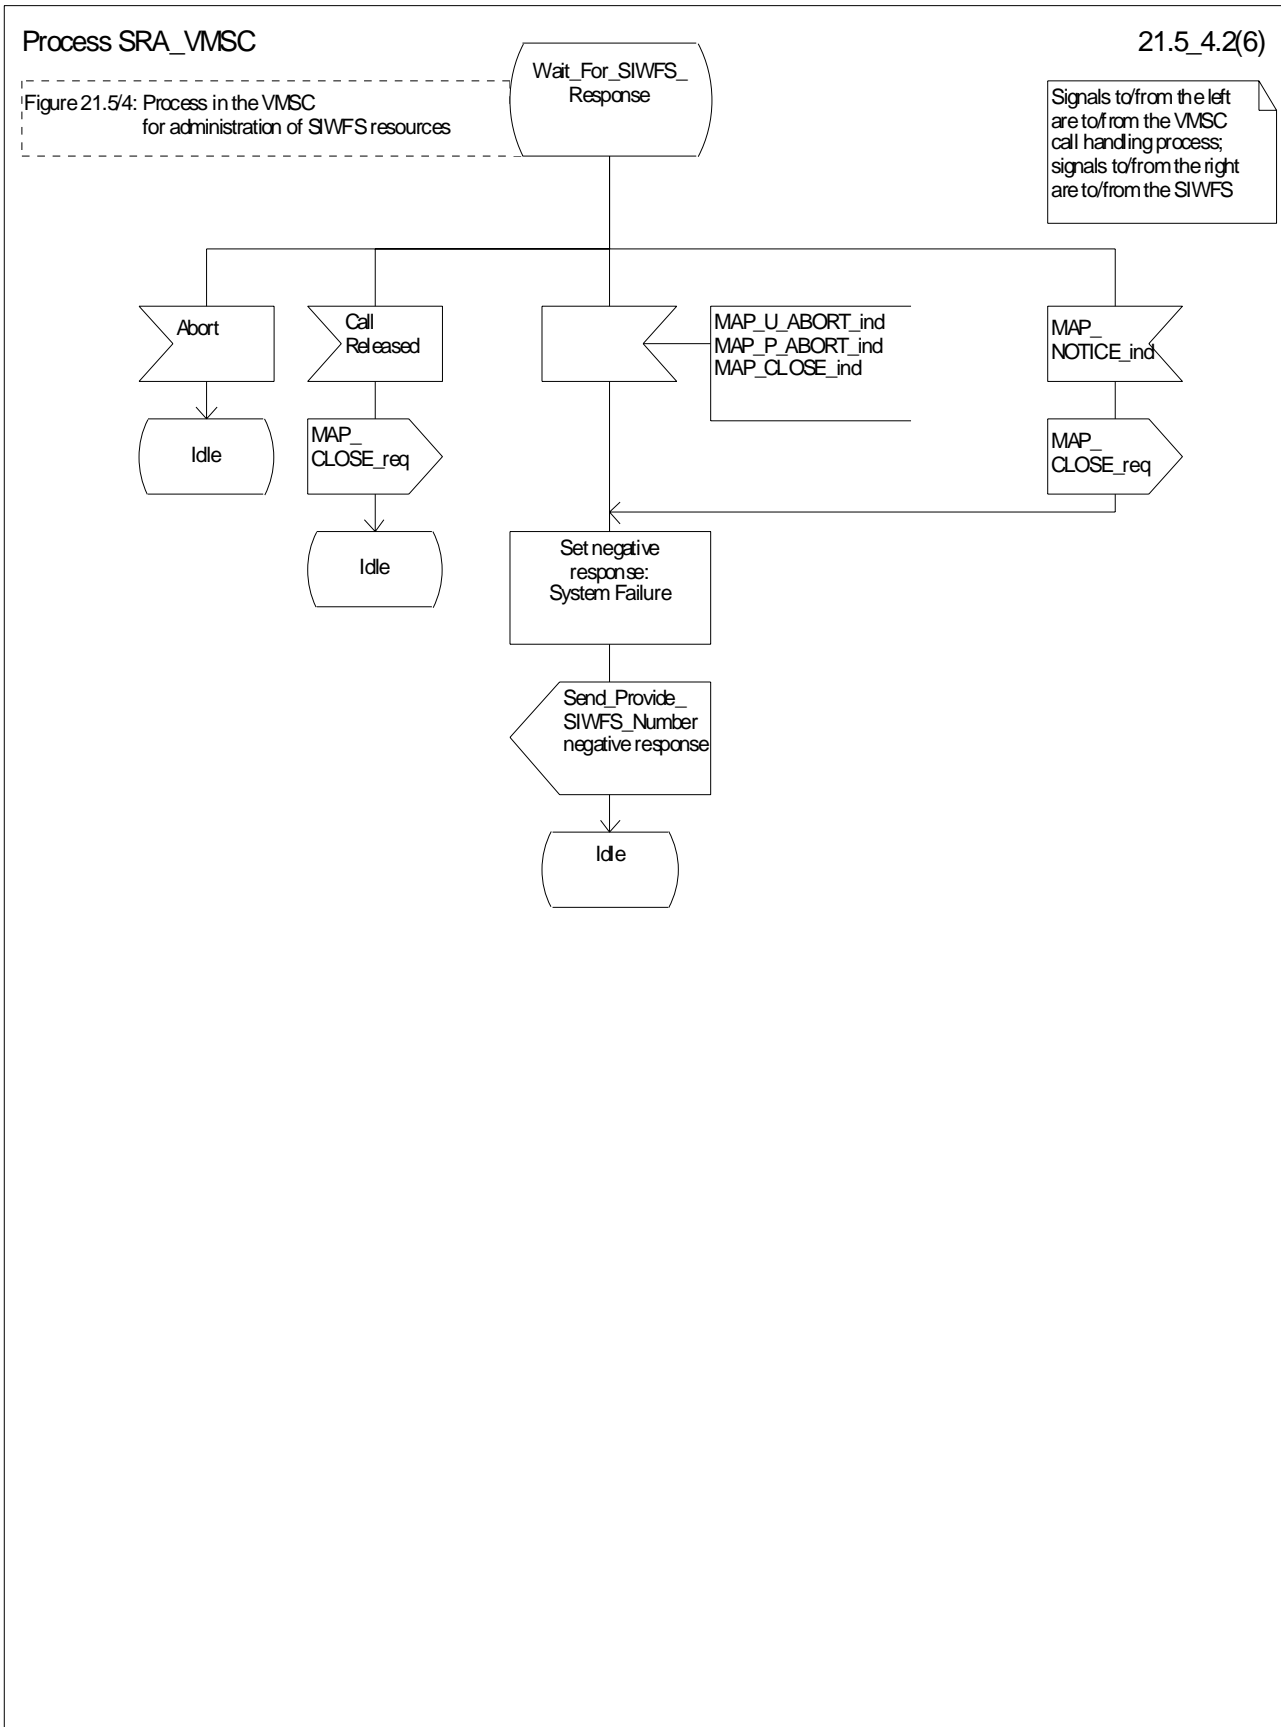 Process SRA_VMSC
21.5_4.2(6)
Figure 21.5/4: Process in the VMSC
for administration of SIWFS resources
Wait_For_SIWFS_
Response
Signals to/from the left
are to/from the VMSC
call handling process;
signals to/from the right
are to/from the SIWFS
Abort
Call
Released
MAP_U_ABORT_ind
MAP_P_ABORT_ind
MAP_CLOSE_ind
MAP_
NOTICE_ind
Idle
MAP_
CLOSE_req
MAP_
CLOSE_req
Idle
Set negative
response:
System Failure
Send_Provide_
SIWFS_Number
negative response
Idle